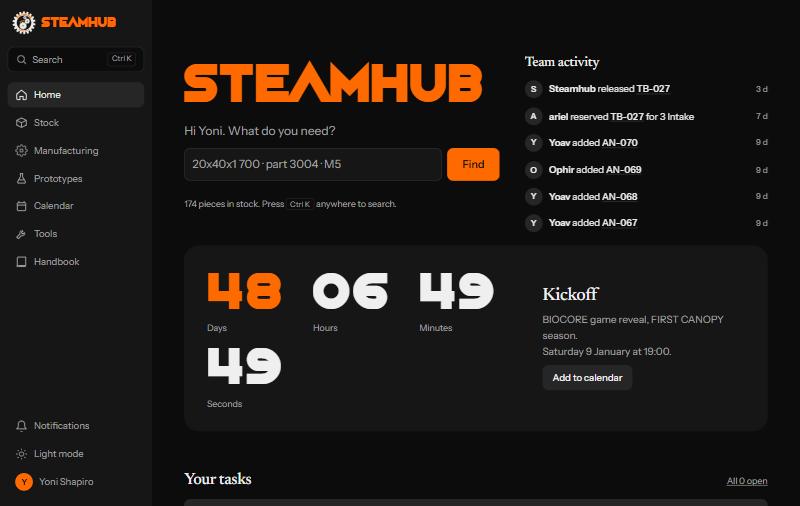 STEAMHUB
Search
Ctrl K
Home
Stock
Manufacturing
Prototypes
Calendar
Tools
Handbook
Notifications
Light mode
Y
Yoni Shapiro
STEAMHUB
Hi Yoni. What do you need?
20x40x1 700 · part 3004 · M5
Find
174 pieces in stock. Press Ctrl K anywhere to search.
Team activity
S Steamhub released TB-027 3 d
A ariel reserved TB-027 for 3 Intake 7 d
Y Yoav added AN-070 9 d
O Ophir added AN-069 9 d
Y Yoav added AN-068 9 d
Y Yoav added AN-067 9 d
48 06 49
Days Hours Minutes
49
Seconds
Kickoff
BIOCORE game reveal, FIRST CANOPY
season.
Saturday 9 January at 19:00.
Add to calendar
Your tasks
All 0 open